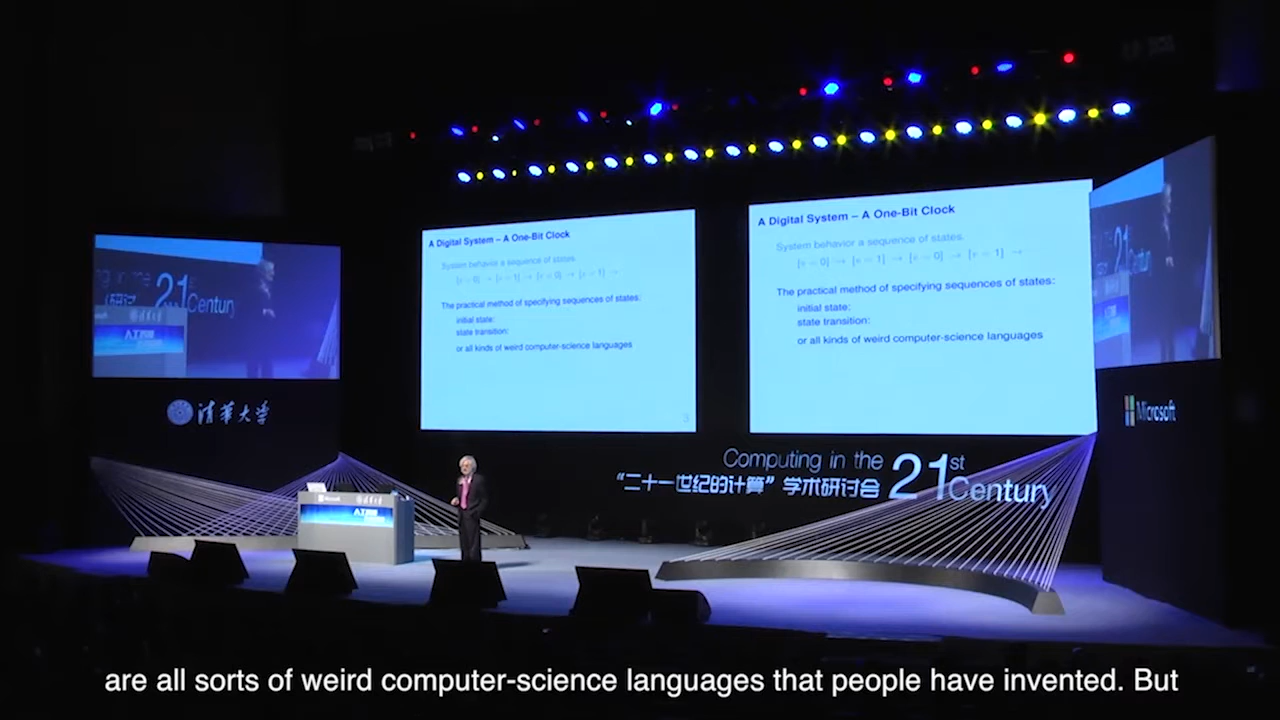 A Digital System – A One-Bit Clock
System behavior a sequence of states.
[v = 0] → [v = 1] → [v = 0] → [v = 1] → ···
The practical method of specifying sequences of states:
initial state:
state transition:
or all kinds of weird computer-science languages
3
A Digital System – A One-Bit Clock
System behavior a sequence of states.
[v = 0] → [v = 1] → [v = 0] → [v = 1] → ···
The practical method of specifying sequences of states:
initial state:
state transition:
or all kinds of weird computer-science languages
21
Century
清华大学
Microsoft
Computing in the 21st Century
“二十一世纪的计算”学术研讨会
are all sorts of weird computer-science languages that people have invented. But